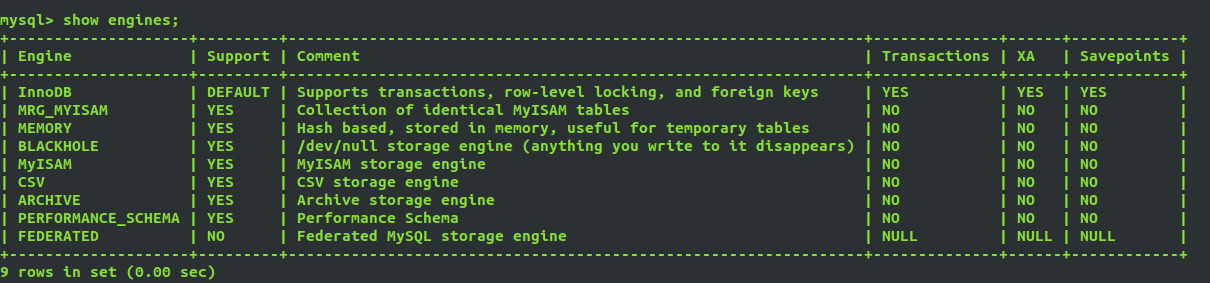 mysql> show engines;
+--------------------+---------+----------------------------------------------------------------+--------------+------+------------+
| Engine             | Support | Comment                                                        | Transactions | XA   | Savepoints |
+--------------------+---------+----------------------------------------------------------------+--------------+------+------------+
| InnoDB             | DEFAULT | Supports transactions, row-level locking, and foreign keys     | YES          | YES  | YES        |
| MRG_MYISAM         | YES     | Collection of identical MyISAM tables                          | NO           | NO   | NO         |
| MEMORY             | YES     | Hash based, stored in memory, useful for temporary tables      | NO           | NO   | NO         |
| BLACKHOLE          | YES     | /dev/null storage engine (anything you write to it disappears) | NO           | NO   | NO         |
| MyISAM             | YES     | MyISAM storage engine                                          | NO           | NO   | NO         |
| CSV                | YES     | CSV storage engine                                             | NO           | NO   | NO         |
| ARCHIVE            | YES     | Archive storage engine                                         | NO           | NO   | NO         |
| PERFORMANCE_SCHEMA | YES     | Performance Schema                                             | NO           | NO   | NO         |
| FEDERATED          | NO      | Federated MySQL storage engine                                 | NULL         | NULL | NULL       |
+--------------------+---------+----------------------------------------------------------------+--------------+------+------------+
9 rows in set (0.00 sec)